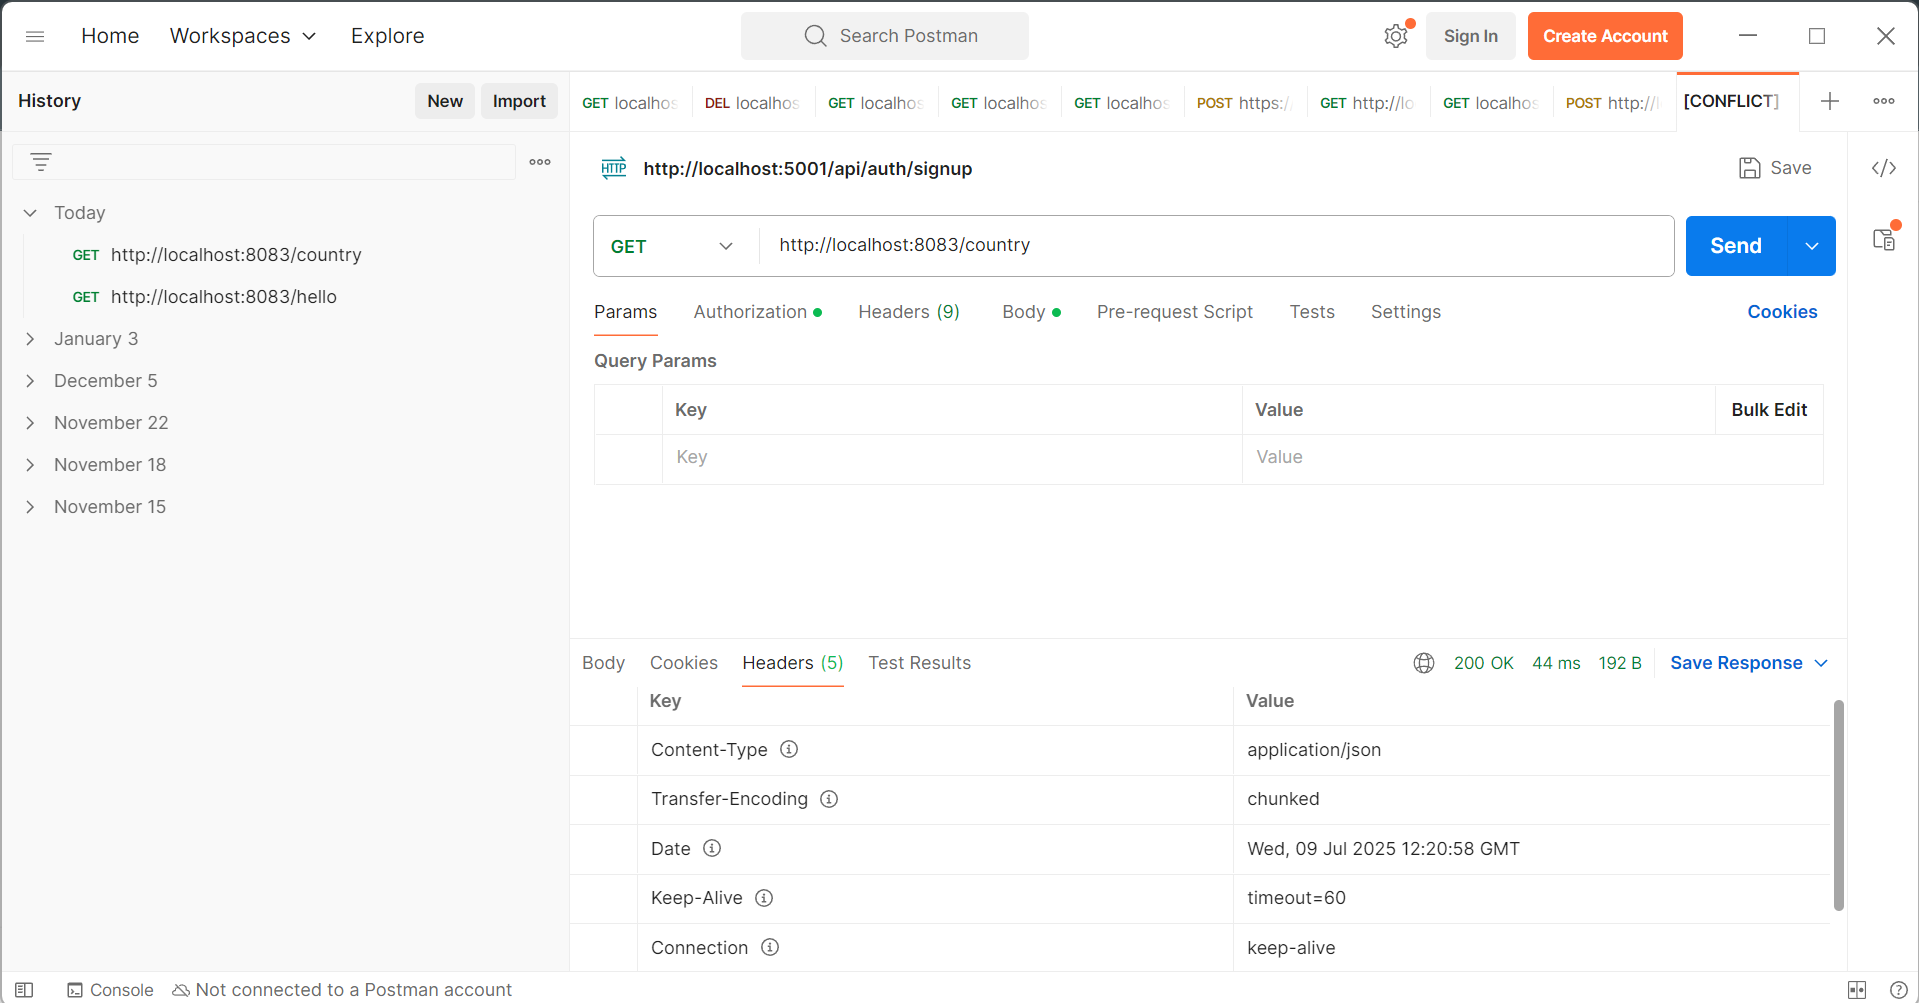 Home Workspaces Explore Search Postman Sign In Create Account
History New Import
GET localhos DEL localhos GET localhos GET localhos GET localhos POST https:/ GET http://lo GET localhos POST http://l [CONFLICT]
Today
GET http://localhost:8083/country
GET http://localhost:8083/hello
January 3
December 5
November 22
November 18
November 15
HTTP http://localhost:5001/api/auth/signup Save
GET http://localhost:8083/country Send
Params Authorization Headers (9) Body Pre-request Script Tests Settings Cookies
Query Params
Key Value Bulk Edit
Key Value
Body Cookies Headers (5) Test Results 200 OK 44 ms 192 B Save Response
Key Value
Content-Type application/json
Transfer-Encoding chunked
Date Wed, 09 Jul 2025 12:20:58 GMT
Keep-Alive timeout=60
Connection keep-alive
Console Not connected to a Postman account